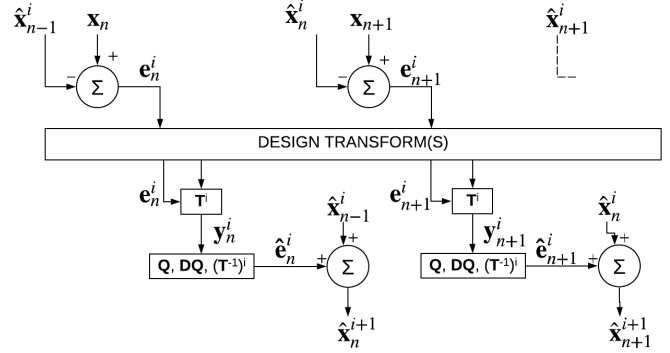 x̂ⁱₙ₋₁ xₙ x̂ⁱₙ xₙ₊₁ x̂ⁱₙ₊₁
+ +
− Σ eⁱₙ − Σ eⁱₙ₊₁
DESIGN TRANSFORM(S)
eⁱₙ Tⁱ eⁱₙ₊₁ Tⁱ
yⁱₙ x̂ⁱₙ₋₁ yⁱₙ₊₁ x̂ⁱₙ
+ +
Q, DQ, (T⁻¹)ⁱ êⁱₙ + Σ Q, DQ, (T⁻¹)ⁱ êⁱₙ₊₁ + Σ
x̂ⁱ⁺¹ₙ x̂ⁱ⁺¹ₙ₊₁